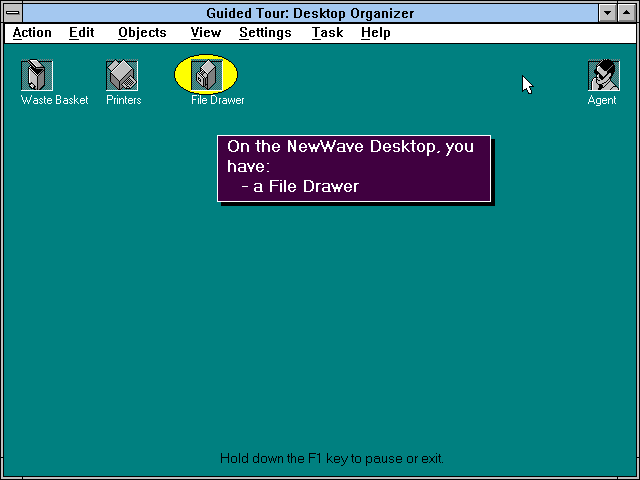 Guided Tour: Desktop Organizer
Action Edit Objects View Settings Task Help
Waste Basket Printers File Drawer Agent
On the NewWave Desktop, you
have:
- a File Drawer
Hold down the F1 key to pause or exit.